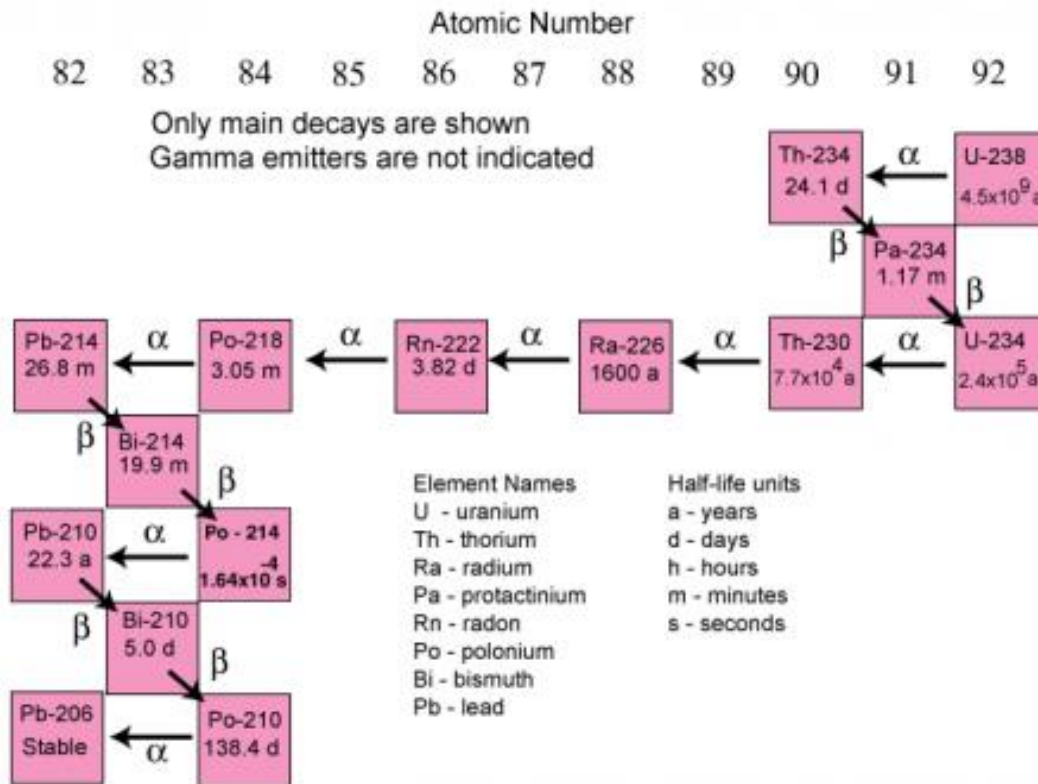 Atomic Number
82 83 84 85 86 87 88 89 90 91 92
Only main decays are shown
Gamma emitters are not indicated
Th-234
24.1 d
α
U-238
4.5x10⁹ a
β
Pa-234
1.17 m
β
Pb-214
26.8 m
α
Po-218
3.05 m
α
Rn-222
3.82 d
α
Ra-226
1600 a
α
Th-230
7.7x10⁴ a
α
U-234
2.4x10⁵ a
β
Bi-214
19.9 m
β
Pb-210
22.3 a
α
Po - 214
1.64x10⁻⁴ s
β
Bi-210
5.0 d
β
Pb-206
Stable
α
Po-210
138.4 d
Element Names
U - uranium
Th - thorium
Ra - radium
Pa - protactinium
Rn - radon
Po - polonium
Bi - bismuth
Pb - lead
Half-life units
a - years
d - days
h - hours
m - minutes
s - seconds